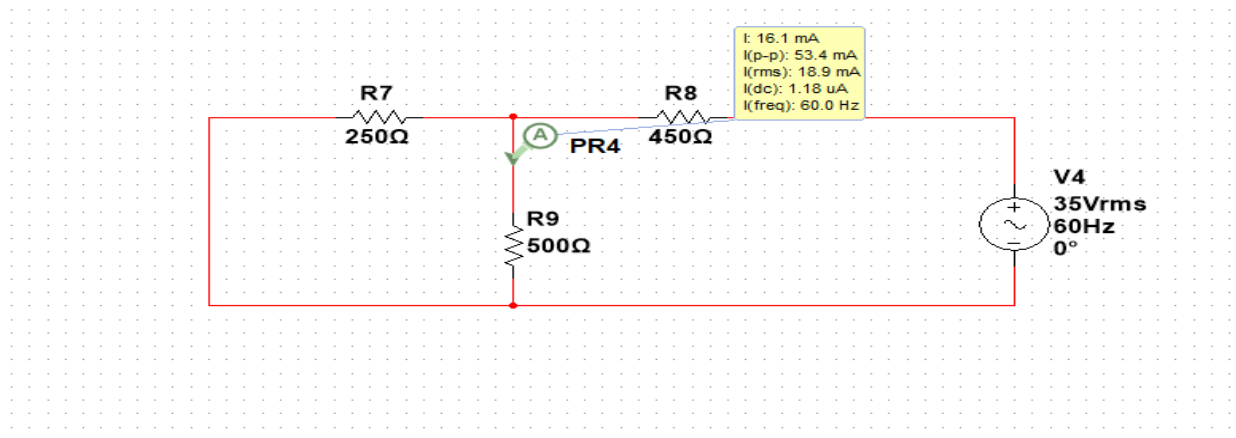 I: 16.1 mA
I(p-p): 53.4 mA
I(rms): 18.9 mA
I(dc): 1.18 uA
I(freq): 60.0 Hz
R7
250Ω
R8
450Ω
A
PR4
R9
500Ω
V4
35Vrms
60Hz
0°